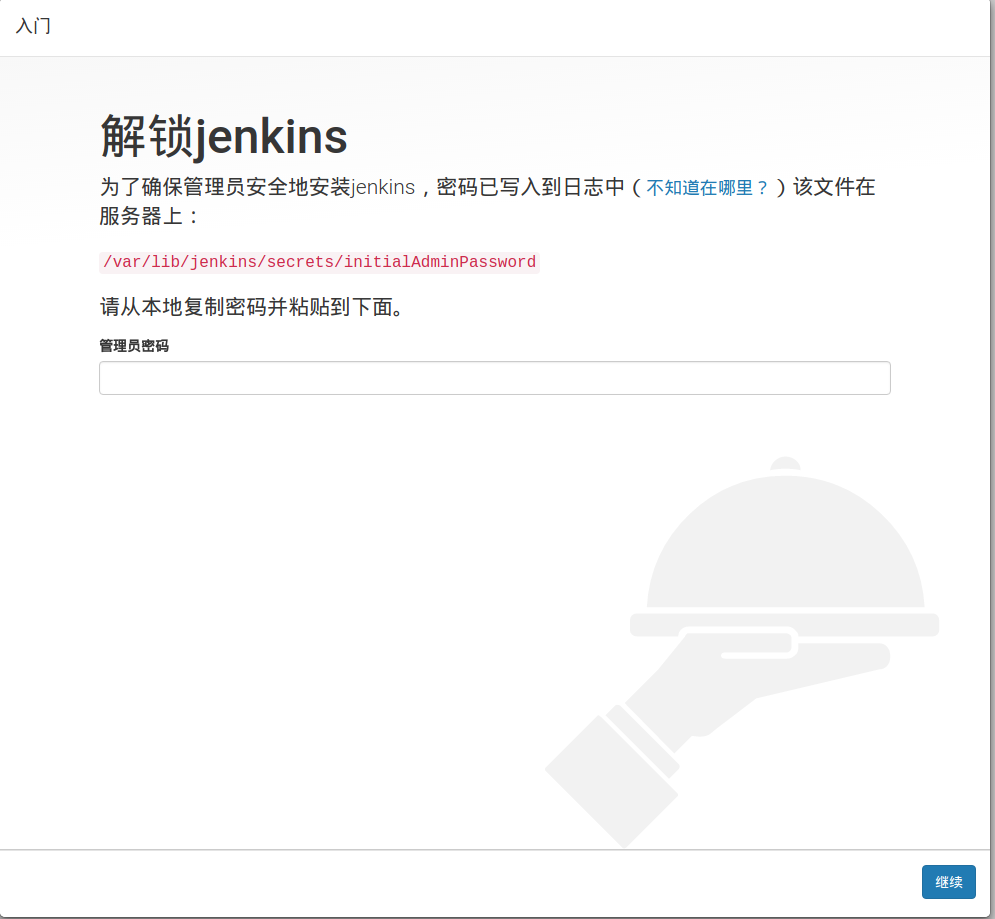 入门
解锁jenkins
为了确保管理员安全地安装jenkins，密码已写入到日志中（不知道在哪里？）该文件在
服务器上：
/var/lib/jenkins/secrets/initialAdminPassword
请从本地复制密码并粘贴到下面。
管理员密码
继续